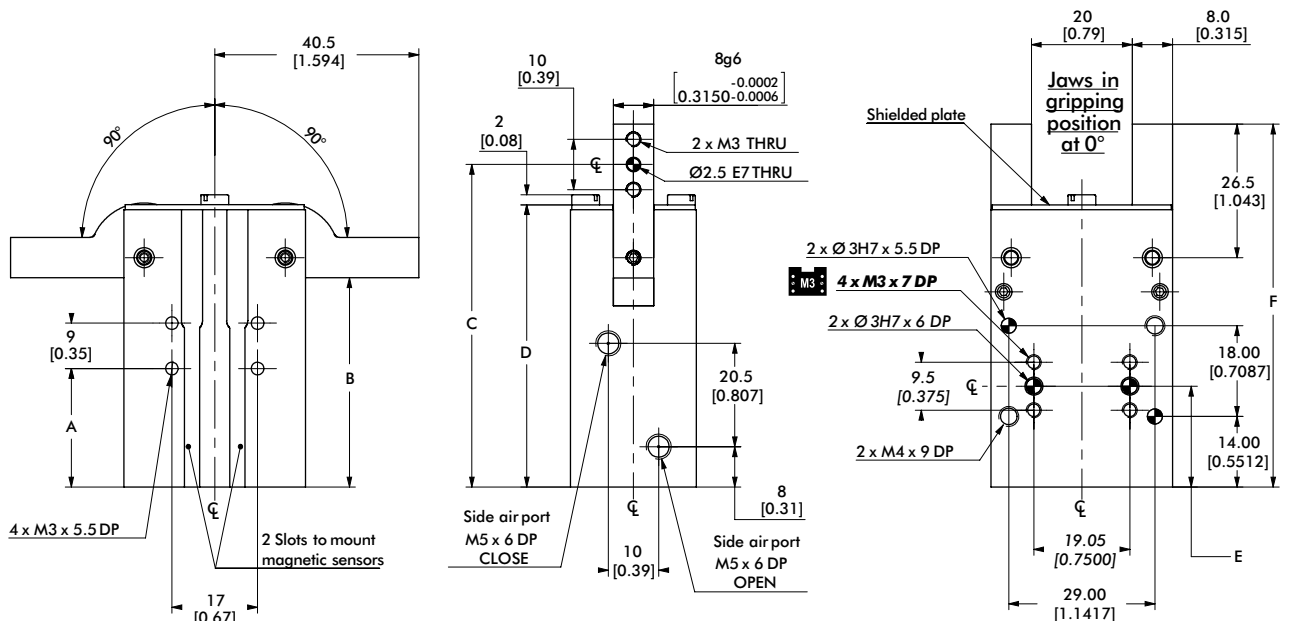 40.5
[1.594]
90°
90°
9
[0.35]
A
B
4 x M3 x 5.5 DP
℄
2 Slots to mount
magnetic sensors
17
[0.67]
10
[0.39]
8g6
[0.3150 -0.0002
-0.0006]
2
[0.08]
℄
2 x M3 THRU
Ø2.5 E7 THRU
C
D
20.5
[0.807]
8
[0.31]
℄
Side air port
M5 x 6 DP
CLOSE
10
[0.39]
Side air port
M5 x 6 DP
OPEN
20
[0.79]
8.0
[0.315]
Jaws in
gripping
position
at 0°
Shielded plate
26.5
[1.043]
2 x Ø 3H7 x 5.5 DP
M3
4 x M3 x 7 DP
2 x Ø 3H7 x 6 DP
F
9.5
[0.375]
℄
18.00
[0.7087]
2 x M4 x 9 DP
14.00
[0.5512]
℄
19.05
[0.7500]
E
29.00
[1.1417]